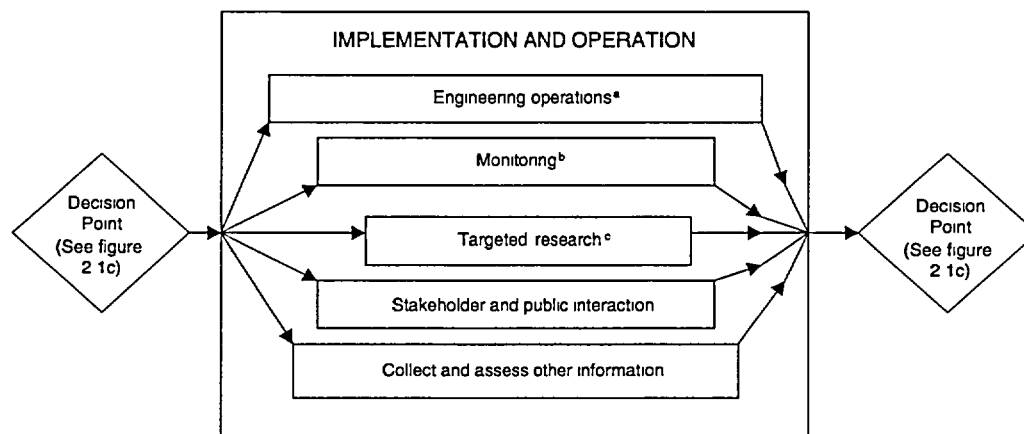 IMPLEMENTATION AND OPERATION
Engineering operationsᵃ
Monitoringᵇ
Decision
Point
(See figure
2 1c)
Targeted researchᶜ
Decision
Point
(See figure
2 1c)
Stakeholder and public interaction
Collect and assess other information